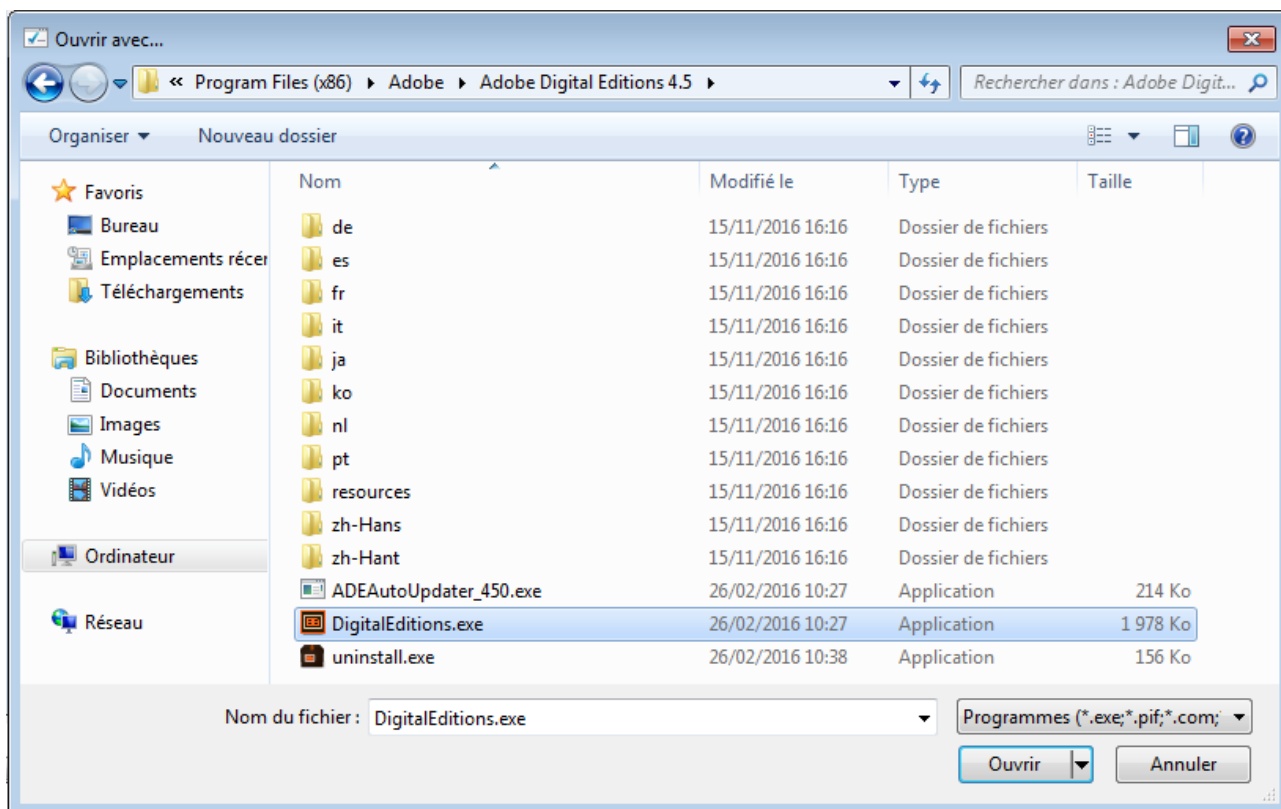 Ouvrir avec...
« Program Files (x86) Adobe Adobe Digital Editions 4.5 Rechercher dans : Adobe Digit...
Organiser Nouveau dossier
Nom Modifié le Type Taille
Favoris
Bureau
Emplacements récer
Téléchargements
Bibliothèques
Documents
Images
Musique
Vidéos
Ordinateur
Réseau
de 15/11/2016 16:16 Dossier de fichiers
es 15/11/2016 16:16 Dossier de fichiers
fr 15/11/2016 16:16 Dossier de fichiers
it 15/11/2016 16:16 Dossier de fichiers
ja 15/11/2016 16:16 Dossier de fichiers
ko 15/11/2016 16:16 Dossier de fichiers
nl 15/11/2016 16:16 Dossier de fichiers
pt 15/11/2016 16:16 Dossier de fichiers
resources 15/11/2016 16:16 Dossier de fichiers
zh-Hans 15/11/2016 16:16 Dossier de fichiers
zh-Hant 15/11/2016 16:16 Dossier de fichiers
ADEAutoUpdater_450.exe 26/02/2016 10:27 Application 214 Ko
DigitalEditions.exe 26/02/2016 10:27 Application 1 978 Ko
uninstall.exe 26/02/2016 10:38 Application 156 Ko
Nom du fichier : DigitalEditions.exe Programmes (*.exe;*.pif;*.com;
Ouvrir Annuler